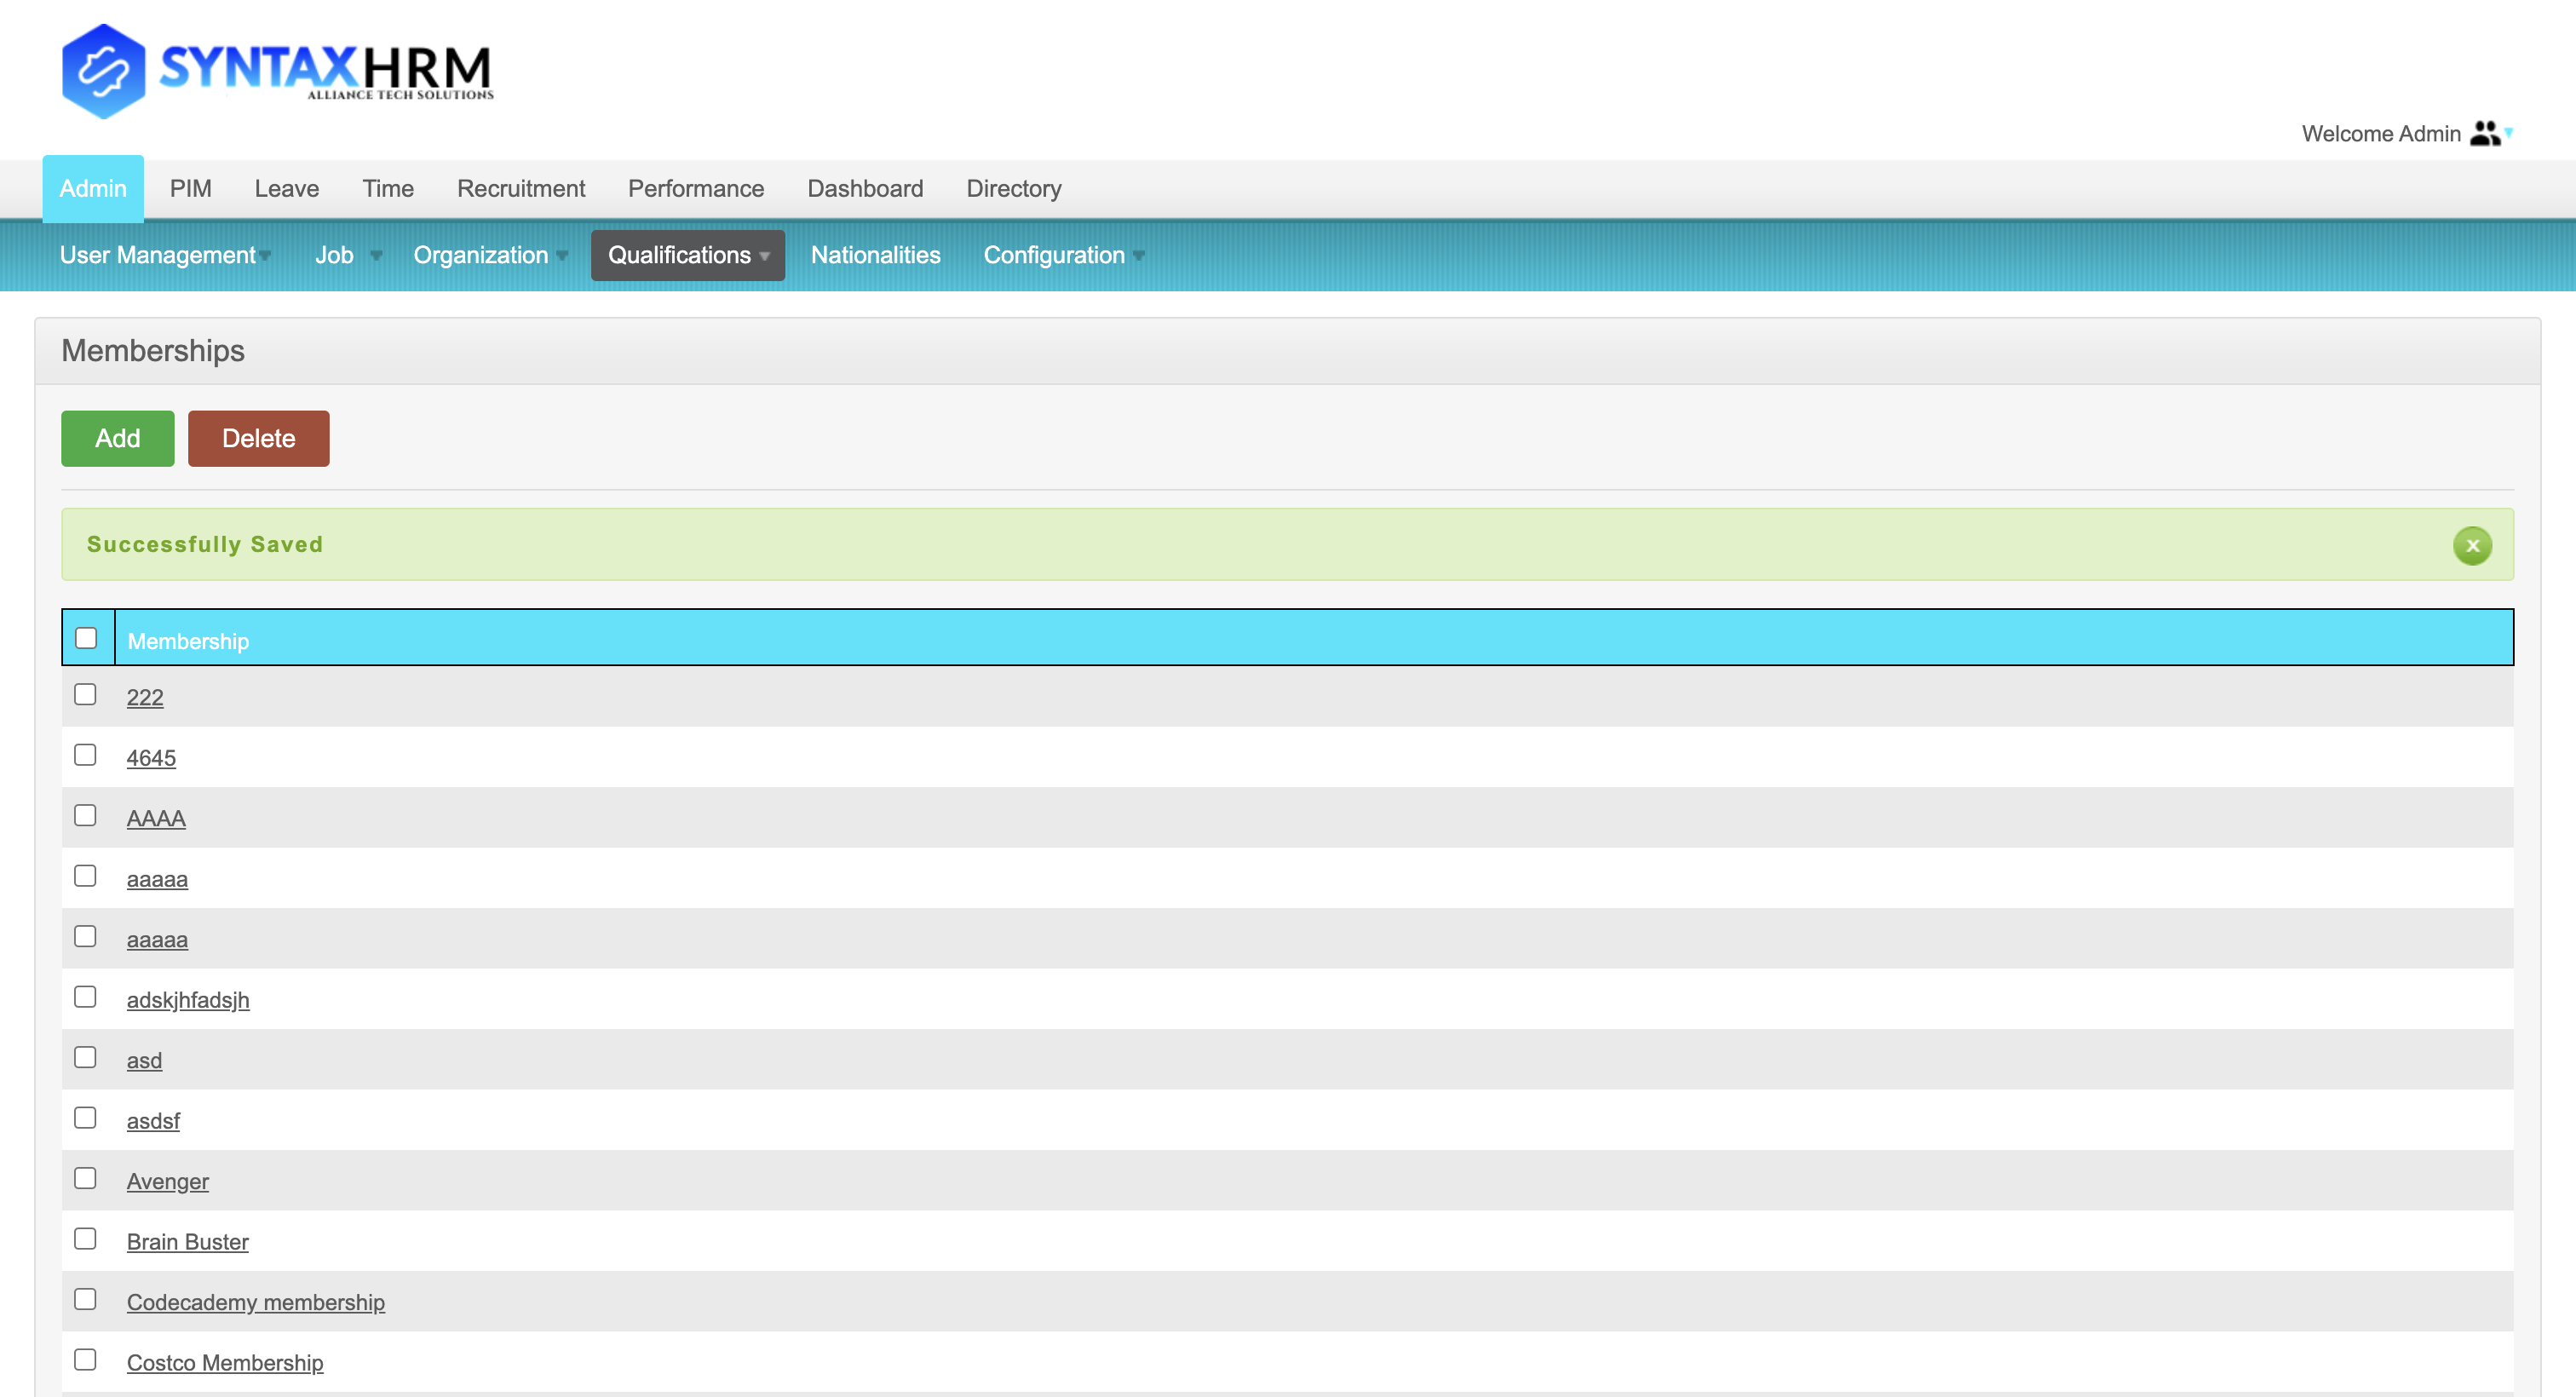 SYNTAXHRM
ALLIANCE TECH SOLUTIONS
Welcome Admin
Admin PIM Leave Time Recruitment Performance Dashboard Directory
User Management Job Organization Qualifications Nationalities Configuration
Memberships
Add Delete
Successfully Saved
x
Membership
222
4645
AAAA
aaaaa
aaaaa
adskjhfadsjh
asd
asdsf
Avenger
Brain Buster
Codecademy membership
Costco Membership